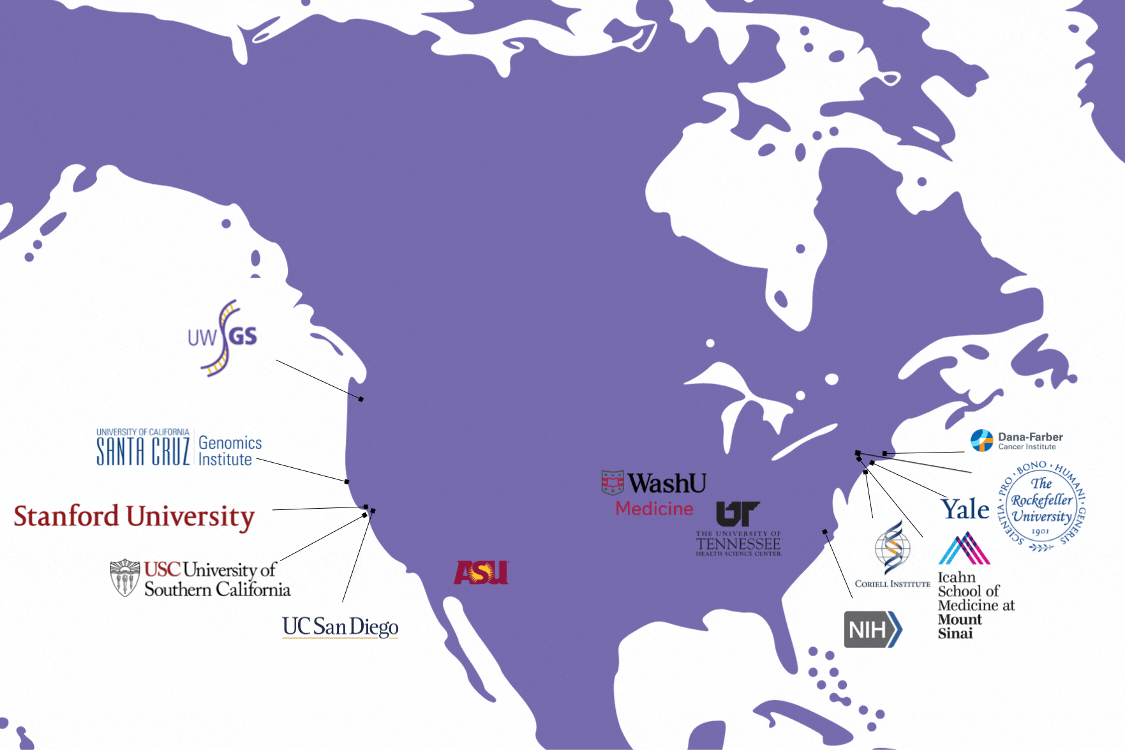 UW GS
UNIVERSITY OF CALIFORNIA
SANTA CRUZ
Genomics
Institute
Stanford University
USC University of
Southern California
UC San Diego
ASU
WashU
Medicine
UT
THE UNIVERSITY OF
TENNESSEE
HEALTH SCIENCE CENTER
Dana-Farber
Cancer Institute
SCIENTIA · PRO · BONO · HUMANI · GENERIS
The
Rockefeller
University
1901
Yale
CORIELL INSTITUTE
Icahn
School of
Medicine at
Mount
Sinai
NIH